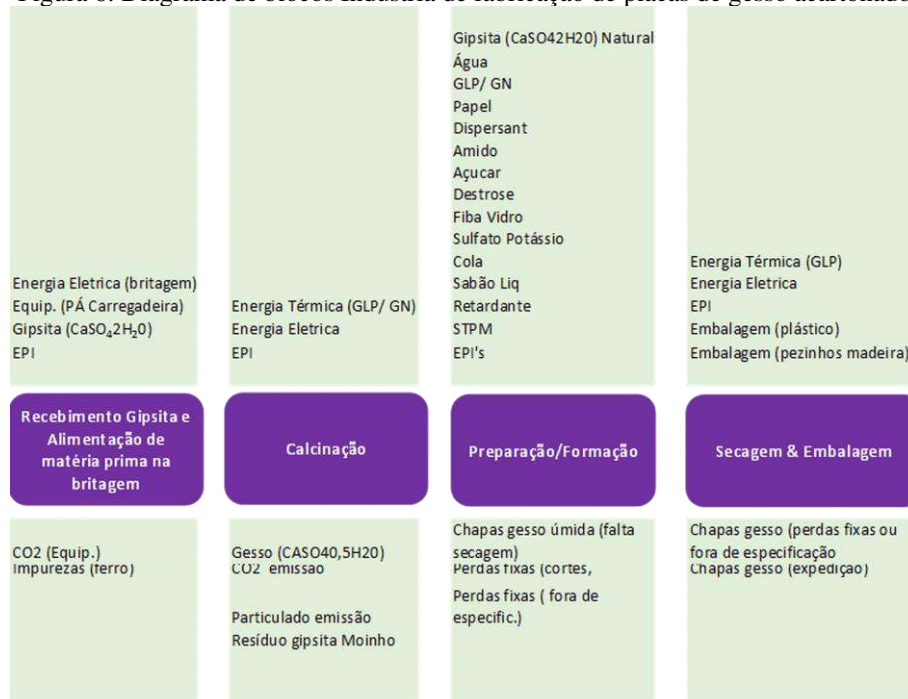 Figura 6: Diagrama de blocos Indústria de fabricação de placas de gesso acartonado
Energia Eletrica (britagem)
Equip. (PÁ Carregadeira)
Gipsita (CaSO₄2H₂0)
EPI
Energia Térmica (GLP/ GN)
Energia Eletrica
EPI
Gipsita (CaSO42H20) Natural
Água
GLP/ GN
Papel
Dispersant
Amido
Açucar
Destrose
Fiba Vidro
Sulfato Potássio
Cola
Sabão Liq
Retardante
STPM
EPI's
Energia Térmica (GLP)
Energia Eletrica
EPI
Embalagem (plástico)
Embalagem (pezinhos madeira)
Recebimento Gipsita e
Alimentação de
matéria prima na
britagem
Calcinação
Preparação/Formação
Secagem & Embalagem
CO2 (Equip.)
Impurezas (ferro)
Gesso (CASO40,5H20)
CO2 emissão
Particulado emissão
Resíduo gipsita Moinho
Chapas gesso úmida (falta
secagem)
Perdas fixas (cortes,
Perdas fixas ( fora de
especific.)
Chapas gesso (perdas fixas ou
fora de especificação
Chapas gesso (expedição)